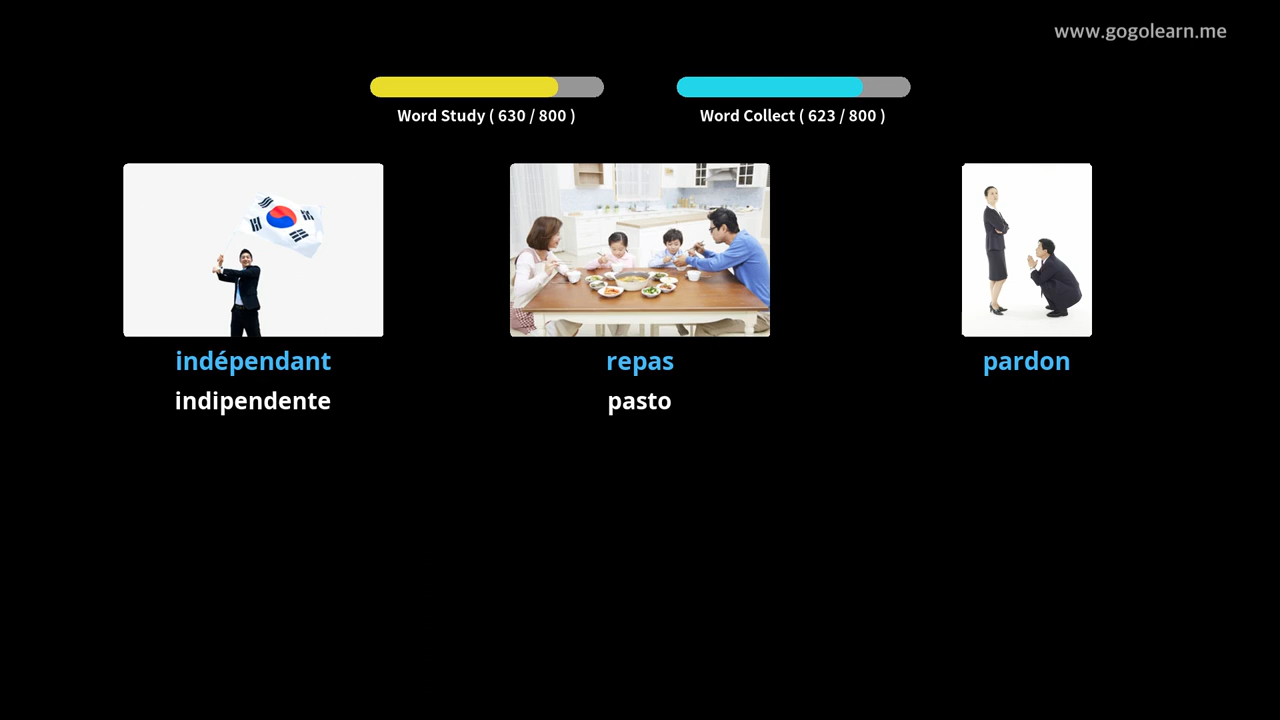 www.gogolearn.me
Word Study ( 630 / 800 )
Word Collect ( 623 / 800 )
indépendant
repas
pardon
indipendente
pasto